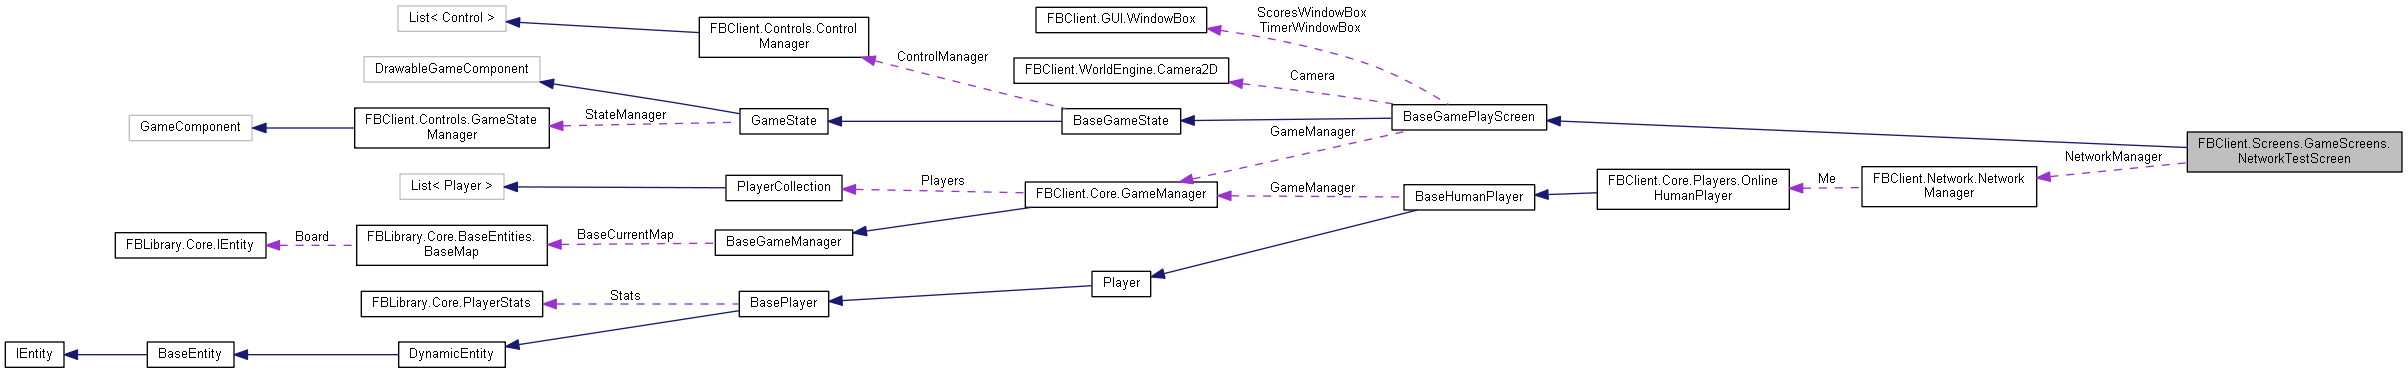 List< Control >
FBClient.Controls.Control
Manager
FBClient.GUI.WindowBox
ScoresWindowBox
TimerWindowBox
ControlManager
DrawableGameComponent
FBClient.WorldEngine.Camera2D
Camera
GameComponent
FBClient.Controls.GameState
Manager
StateManager
GameState
BaseGameState
BaseGamePlayScreen
GameManager
FBClient.Screens.GameScreens.
NetworkTestScreen
NetworkManager
List< Player >
PlayerCollection
Players
FBClient.Core.GameManager
GameManager
BaseHumanPlayer
FBClient.Core.Players.Online
HumanPlayer
Me
FBClient.Network.Network
Manager
FBLibrary.Core.IEntity
Board
FBLibrary.Core.BaseEntities.
BaseMap
BaseCurrentMap
BaseGameManager
Player
FBLibrary.Core.PlayerStats
Stats
BasePlayer
IEntity
BaseEntity
DynamicEntity